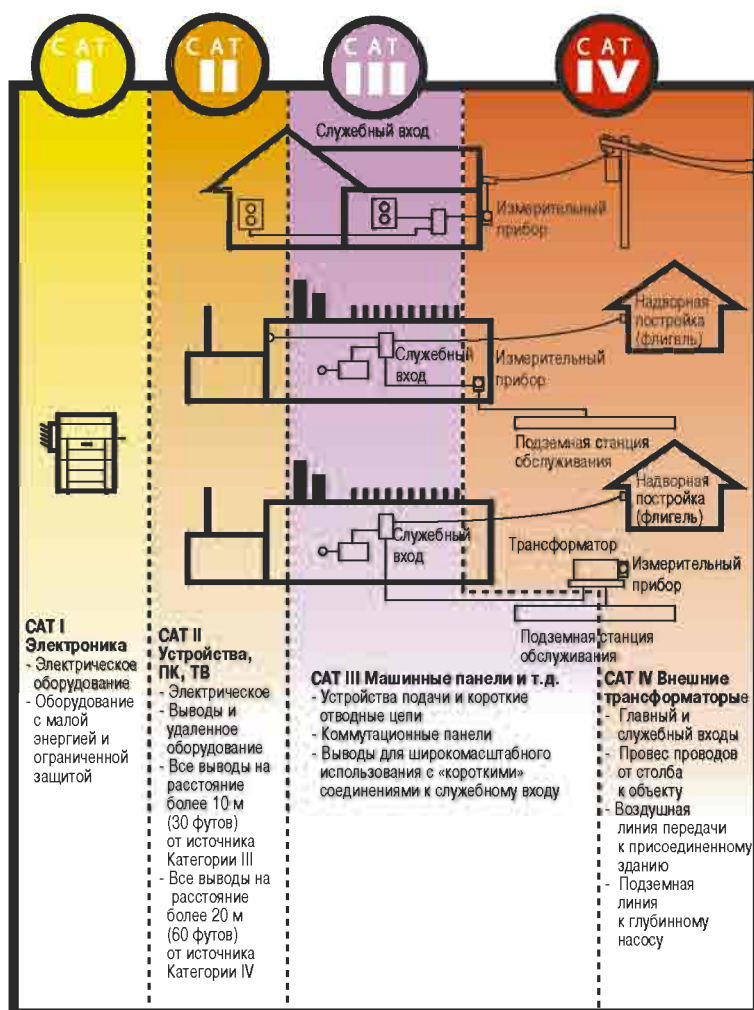 CAT
I
CAT
II
CAT
III
CAT
IV
Служебный вход
Измерительный
прибор
Надворная
постройка
(флигель)
Служебный
вход
Измерительный
прибор
Подземная станция
обслуживания
Надворная
постройка
(флигель)
Служебный
вход
Трансформатор
Измерительный
прибор
Подземная станция
обслуживания
CAT I
Электроника
- Электрическое
оборудование
- Оборудование
с малой
энергией и
ограниченной
защитой
CAT II
Устройства,
ПК, ТВ
- Электрическое
- Выводы и
удаленное
оборудование
- Все выводы на
расстояние
более 10 м
(30 футов)
от источника
Категории III
- Все выводы на
расстояние
более 20 м
(60 футов)
от источника
Категории IV
CAT III Машинные панели и т.д.
- Устройства подачи и короткие
отводные цепи
- Коммутационные панели
- Выводы для широкомасштабного
использования с «короткими»
соединениями к служебному входу
CAT IV Внешние
трансформаторые
- Главный и
служебный входы
- Провес проводов
от столба
к объекту
- Воздушная
линия передачи
к присоединенному
зданию
- Подземная
линия
к глубинному
насосу